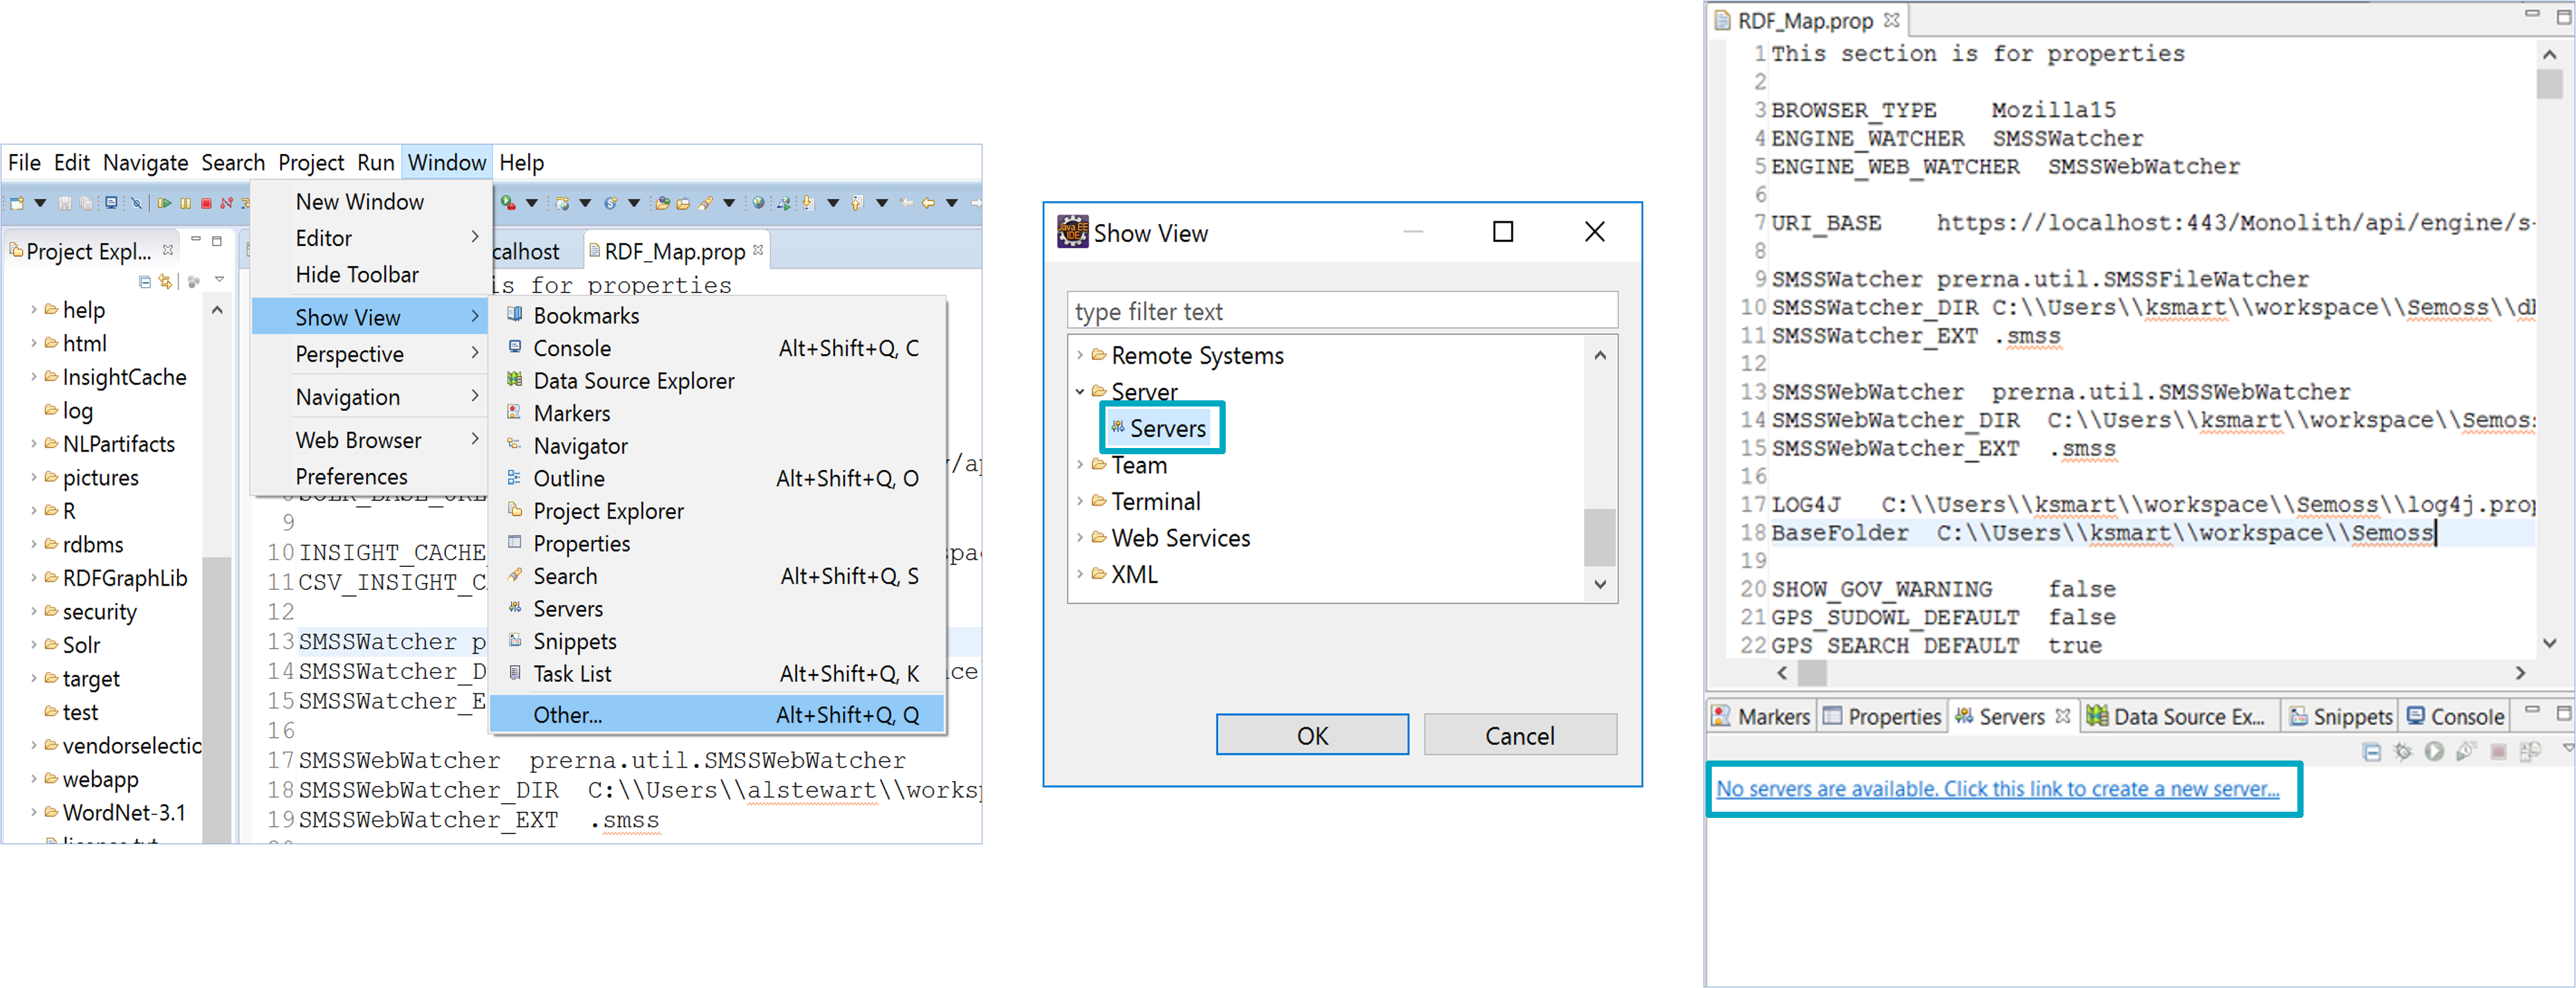 File Edit Navigate Search Project Run Window Help
New Window
Editor
Hide Toolbar
Show View
Perspective
Navigation
Web Browser
Preferences
Project Expl...
help
html
InsightCache
log
NLPartifacts
pictures
R
rdbms
RDFGraphLib
security
Solr
target
test
vendorselectio
webapp
WordNet-3.1
calhost
RDF_Map.prop
is for properties
Bookmarks
Console Alt+Shift+Q, C
Data Source Explorer
Markers
Navigator
Outline Alt+Shift+Q, O
Project Explorer
Properties
Search Alt+Shift+Q, S
Servers
Snippets
Task List Alt+Shift+Q, K
Other... Alt+Shift+Q, Q
9
10 INSIGHT_CACHE
11 CSV_INSIGHT_C
12
13 SMSSWatcher p
14 SMSSWatcher_D
15 SMSSWatcher_E
16
17 SMSSWebWatcher prerna.util.SMSSWebWatcher
18 SMSSWebWatcher_DIR C:\\Users\\alstewart\\works
19 SMSSWebWatcher_EXT .smss
Show View
type filter text
Remote Systems
Server
Servers
Team
Terminal
Web Services
XML
OK Cancel
RDF_Map.prop
1 This section is for properties
2
3 BROWSER_TYPE Mozilla15
4 ENGINE_WATCHER SMSSWatcher
5 ENGINE_WEB_WATCHER SMSSWebWatcher
6
7 URI_BASE https://localhost:443/Monolith/api/engine/s-
8
9 SMSSWatcher prerna.util.SMSSFileWatcher
10 SMSSWatcher_DIR C:\\Users\\ksmart\\workspace\\Semoss\\d
11 SMSSWatcher_EXT .smss
12
13 SMSSWebWatcher prerna.util.SMSSWebWatcher
14 SMSSWebWatcher_DIR C:\\Users\\ksmart\\workspace\\Semos
15 SMSSWebWatcher_EXT .smss
16
17 LOG4J C:\\Users\\ksmart\\workspace\\Semoss\\log4j.prop
18 BaseFolder C:\\Users\\ksmart\\workspace\\Semoss
19
20 SHOW_GOV_WARNING false
21 GPS_SUDOWL_DEFAULT false
22 GPS_SEARCH_DEFAULT true
Markers Properties Servers Data Source Ex... Snippets Console
No servers are available. Click this link to create a new server...